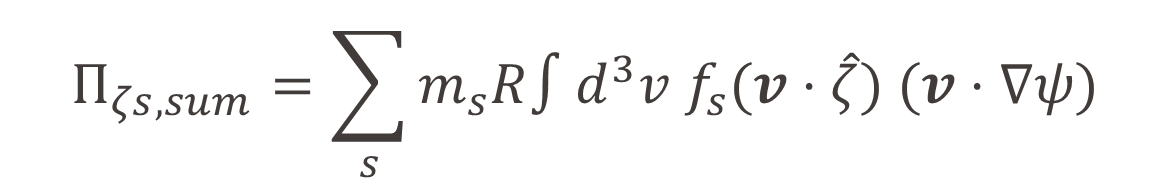 Π_{ζs,sum} = ∑_s m_s R∫ d³v f_s(𝒗 · ζ̂) (𝒗 · ∇ψ)